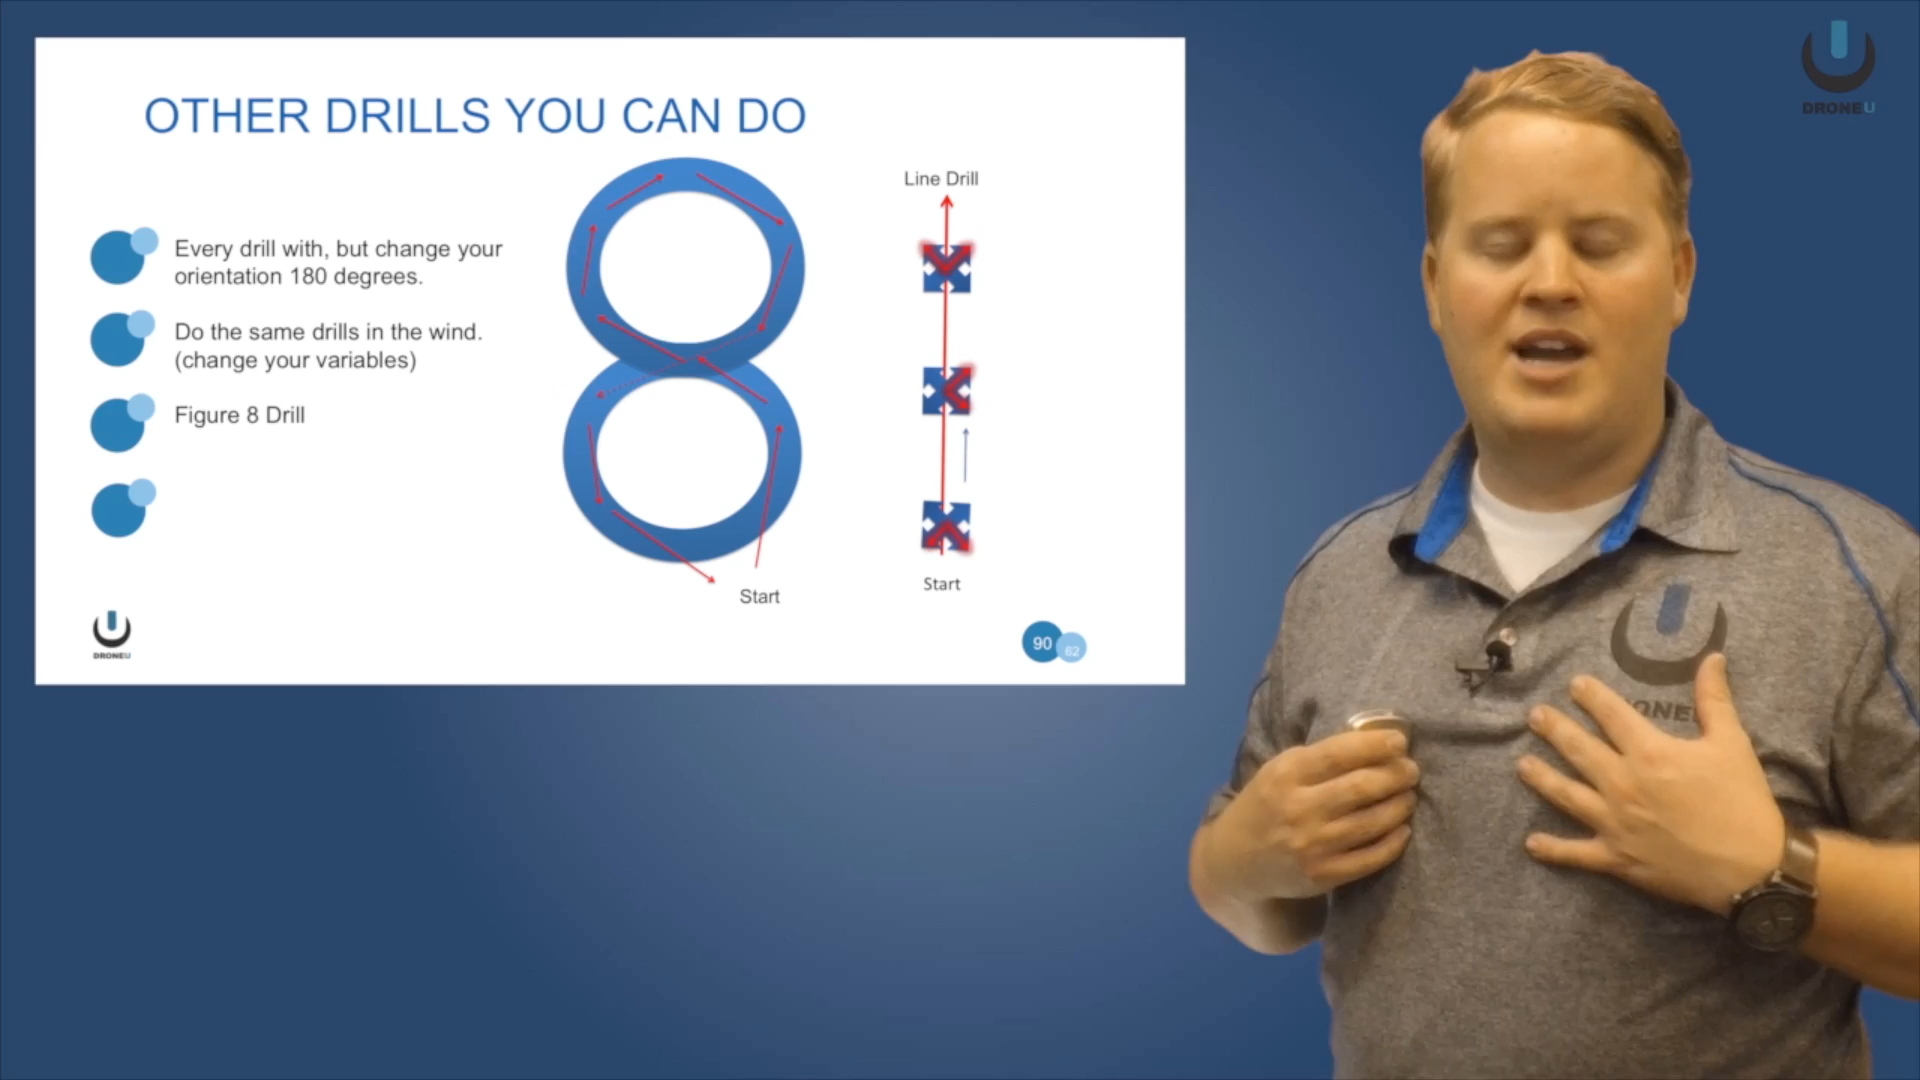 OTHER DRILLS YOU CAN DO
Every drill with, but change your
orientation 180 degrees.
Do the same drills in the wind.
(change your variables)
Figure 8 Drill
Line Drill
Start
Start
DRONEU
90
62
DRONEU